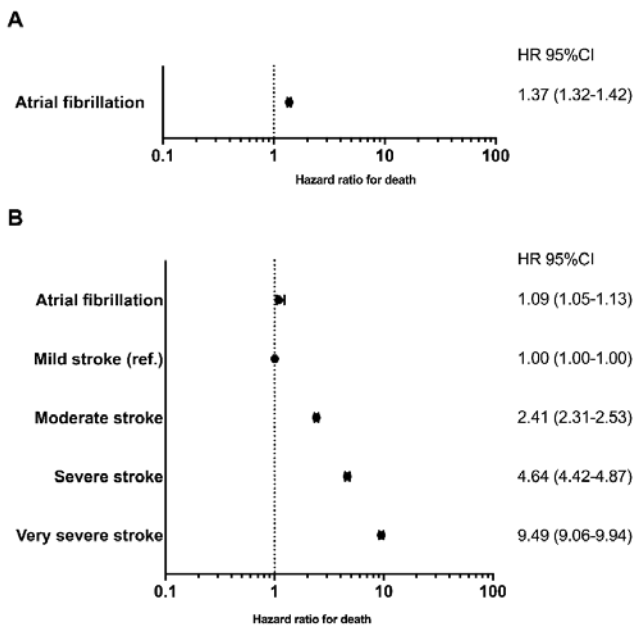 A
HR 95%CI
Atrial fibrillation 1.37 (1.32-1.42)
0.1 1 10 100
Hazard ratio for death
B
HR 95%CI
Atrial fibrillation 1.09 (1.05-1.13)
Mild stroke (ref.) 1.00 (1.00-1.00)
Moderate stroke 2.41 (2.31-2.53)
Severe stroke 4.64 (4.42-4.87)
Very severe stroke 9.49 (9.06-9.94)
0.1 1 10 100
Hazard ratio for death